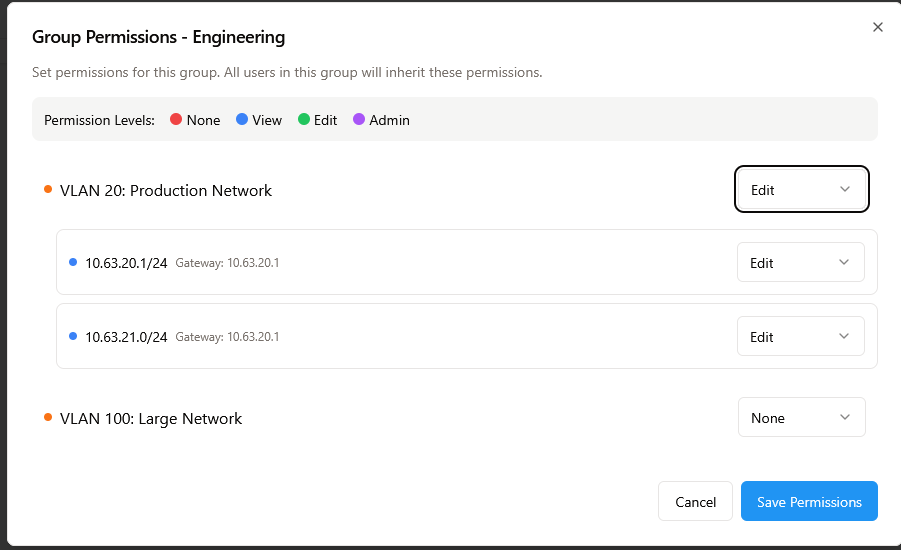 Group Permissions - Engineering
Set permissions for this group. All users in this group will inherit these permissions.
Permission Levels: None View Edit Admin
VLAN 20: Production Network Edit
10.63.20.1/24 Gateway: 10.63.20.1 Edit
10.63.21.0/24 Gateway: 10.63.20.1 Edit
VLAN 100: Large Network None
Cancel Save Permissions